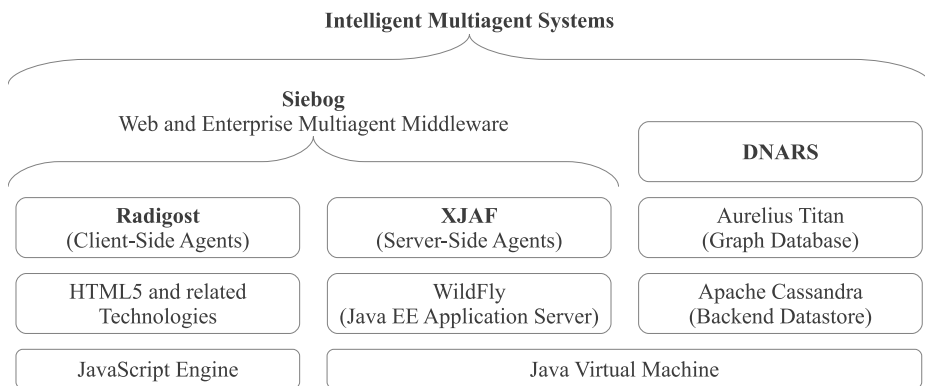 Intelligent Multiagent Systems
Siebog
Web and Enterprise Multiagent Middleware
DNARS
Radigost
(Client-Side Agents)
XJAF
(Server-Side Agents)
Aurelius Titan
(Graph Database)
HTML5 and related
Technologies
WildFly
(Java EE Application Server)
Apache Cassandra
(Backend Datastore)
JavaScript Engine
Java Virtual Machine